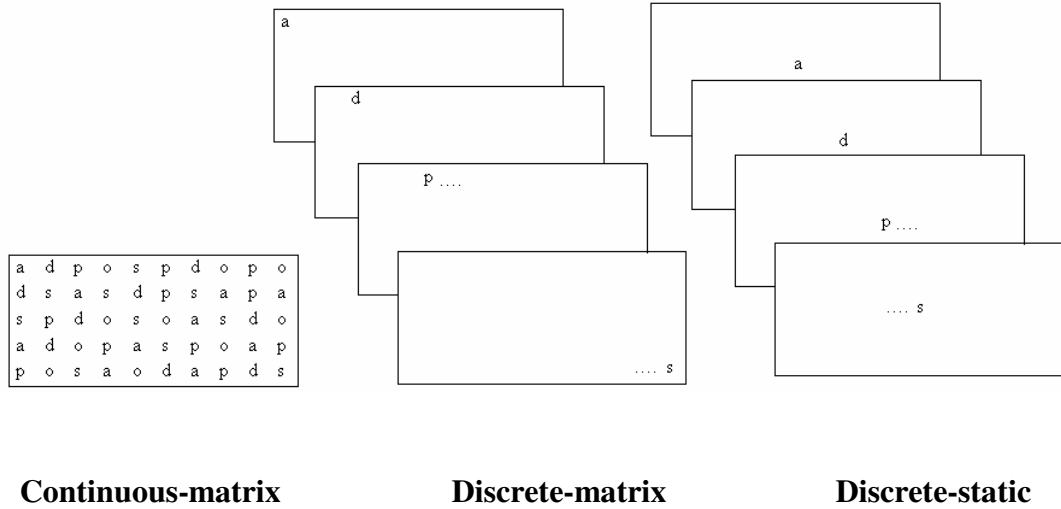 a
d
p ....
.... s
a
d
p ....
.... s
a d p o s p d o p o
d s a s d p s a p a
s p d o s o a s d o
a d o p a s p o a p
p o s a o d a p d s
Continuous-matrix Discrete-matrix Discrete-static